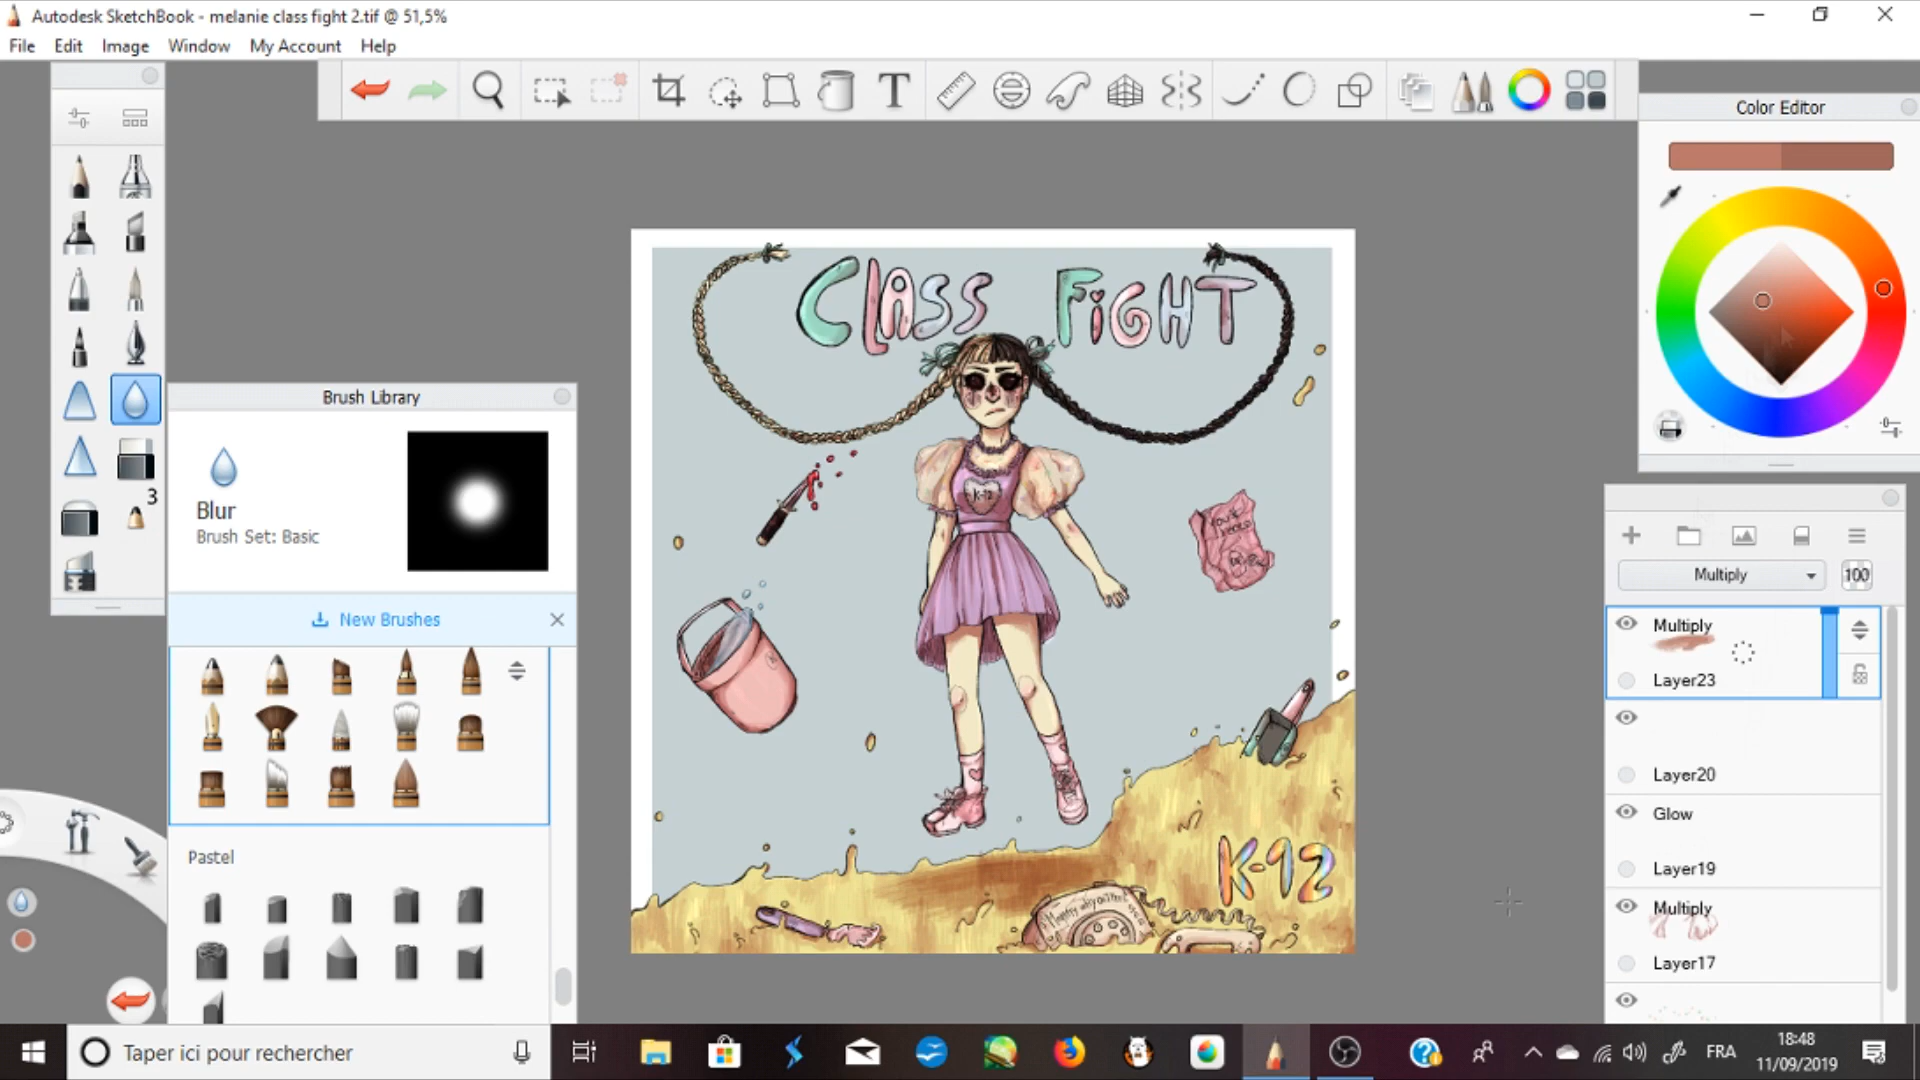 Autodesk SketchBook - melanie class fight 2.tif @ 51,5%
File Edit Image Window My Account Help
T
Color Editor
3
Brush Library
Blur
Brush Set: Basic
New Brushes
Pastel
CLASS FiGHT
K-12
K-12
Multiply
100
Multiply
Layer23
Layer20
Glow
Layer19
Multiply
Layer17
Taper ici pour rechercher
FRA
18:48
11/09/2019